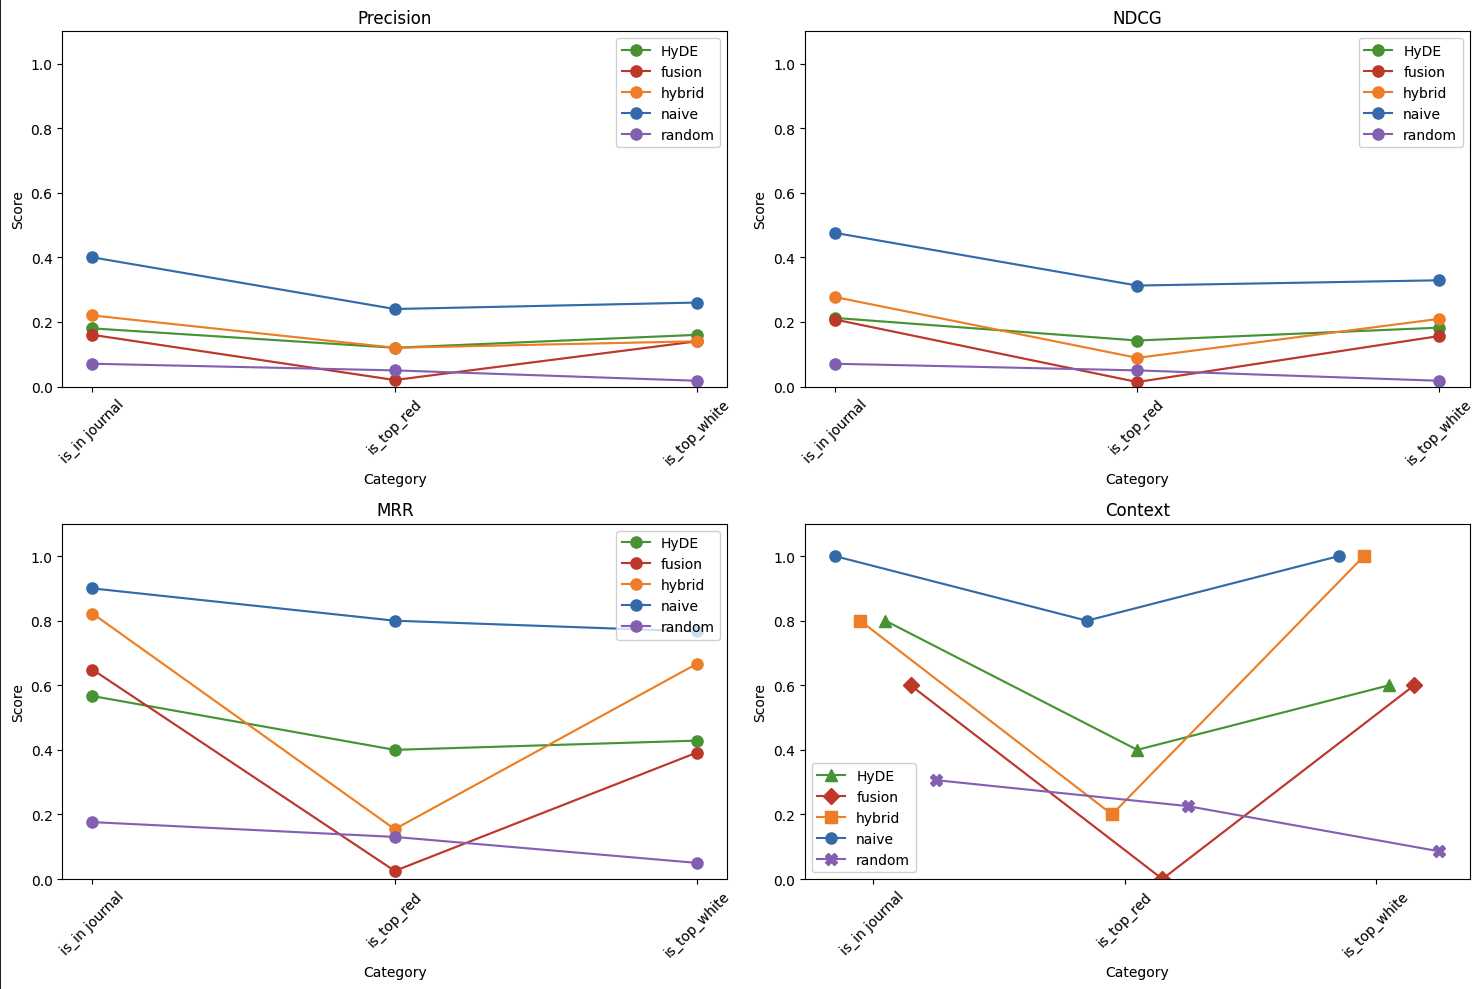 Precision
1.0
0.8
0.6
0.4
0.2
0.0
Score
HyDE
fusion
hybrid
naive
random
is_in journal
is_top_red
is_top_white
Category
NDCG
1.0
0.8
0.6
0.4
0.2
0.0
Score
HyDE
fusion
hybrid
naive
random
is_in journal
is_top_red
is_top_white
Category
MRR
1.0
0.8
0.6
0.4
0.2
0.0
Score
HyDE
fusion
hybrid
naive
random
is_in journal
is_top_red
is_top_white
Category
Context
1.0
0.8
0.6
0.4
0.2
0.0
Score
HyDE
fusion
hybrid
naive
random
is_in journal
is_top_red
is_top_white
Category